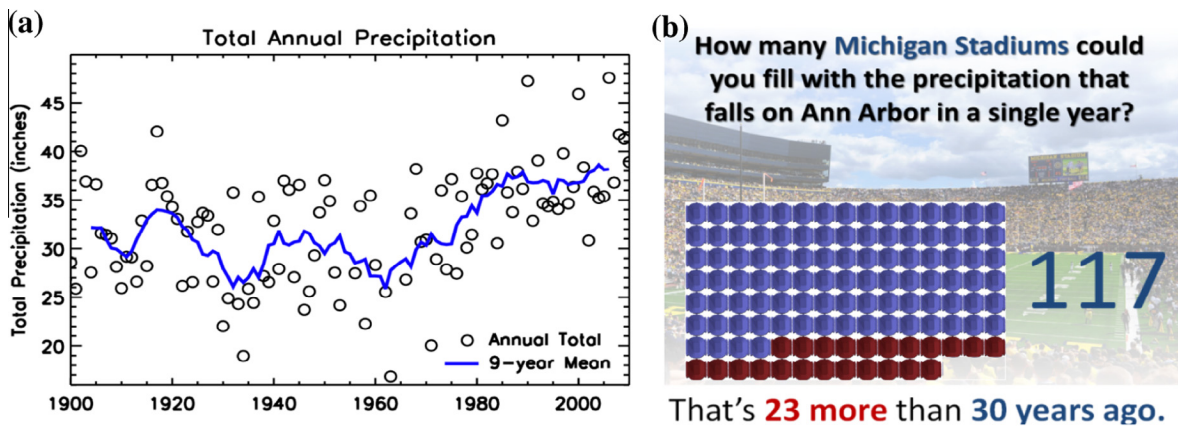 (a)
Total Annual Precipitation
Total Precipitation (inches)
45
40
35
30
25
20
Annual Total
9-year Mean
1900
1920
1940
1960
1980
2000
(b)
How many Michigan Stadiums could
you fill with the precipitation that
falls on Ann Arbor in a single year?
117
That's 23 more than 30 years ago.